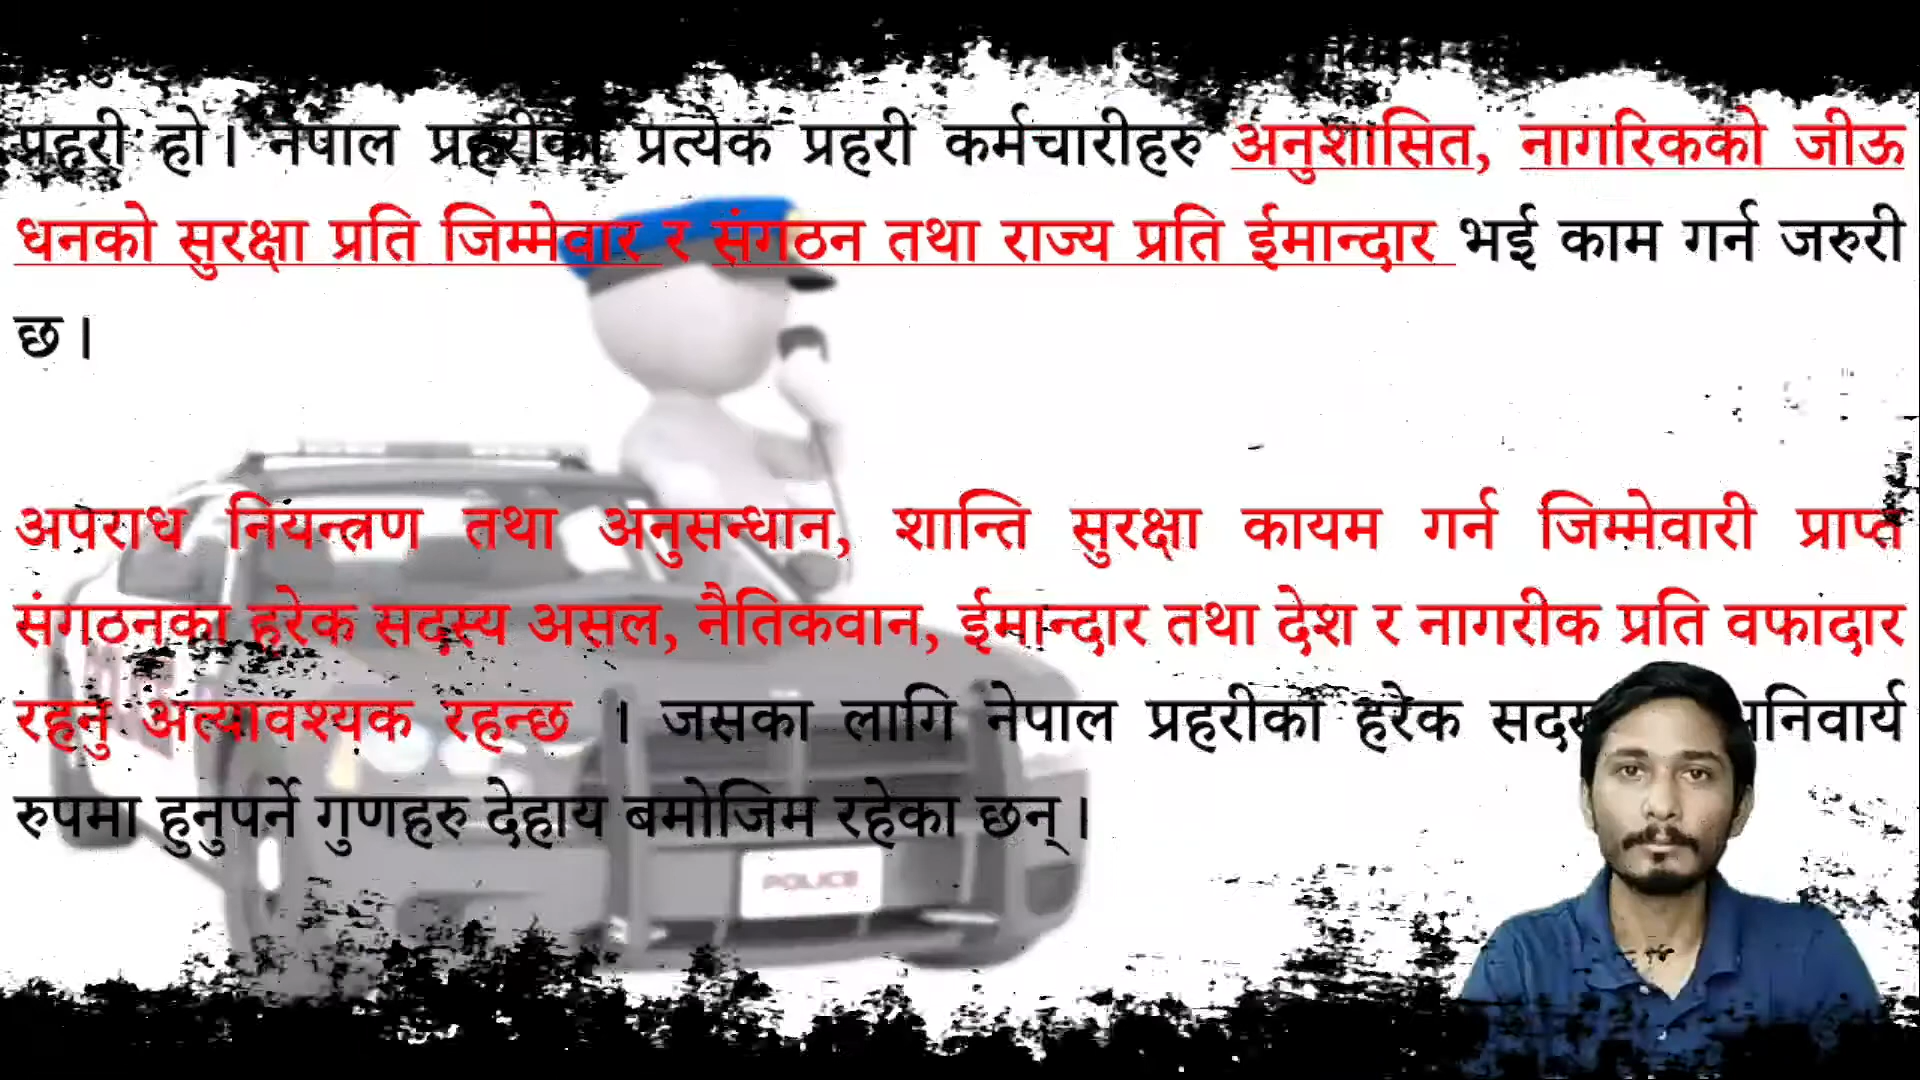 प्रहरी हो। नेपाल प्रहरीका प्रत्येक प्रहरी कर्मचारीहरु अनुशासित, नागरिकको जीऊ
धनको सुरक्षा प्रति जिम्मेवार र संगठन तथा राज्य प्रति ईमान्दार भई काम गर्न जरुरी
छ।
अपराध नियन्त्रण तथा अनुसन्धान, शान्ति सुरक्षा कायम गर्न जिम्मेवारी प्राप्त
संगठनका हरेक सदस्य असल, नैतिकवान, ईमान्दार तथा देश र नागरीक प्रति वफादार
रहनु अत्यावश्यक रहन्छ । जसका लागि नेपाल प्रहरीका हरेक
रुपमा हुनुपर्ने गुणहरु देहाय बमोजिम रहेका छन्।
POLICE